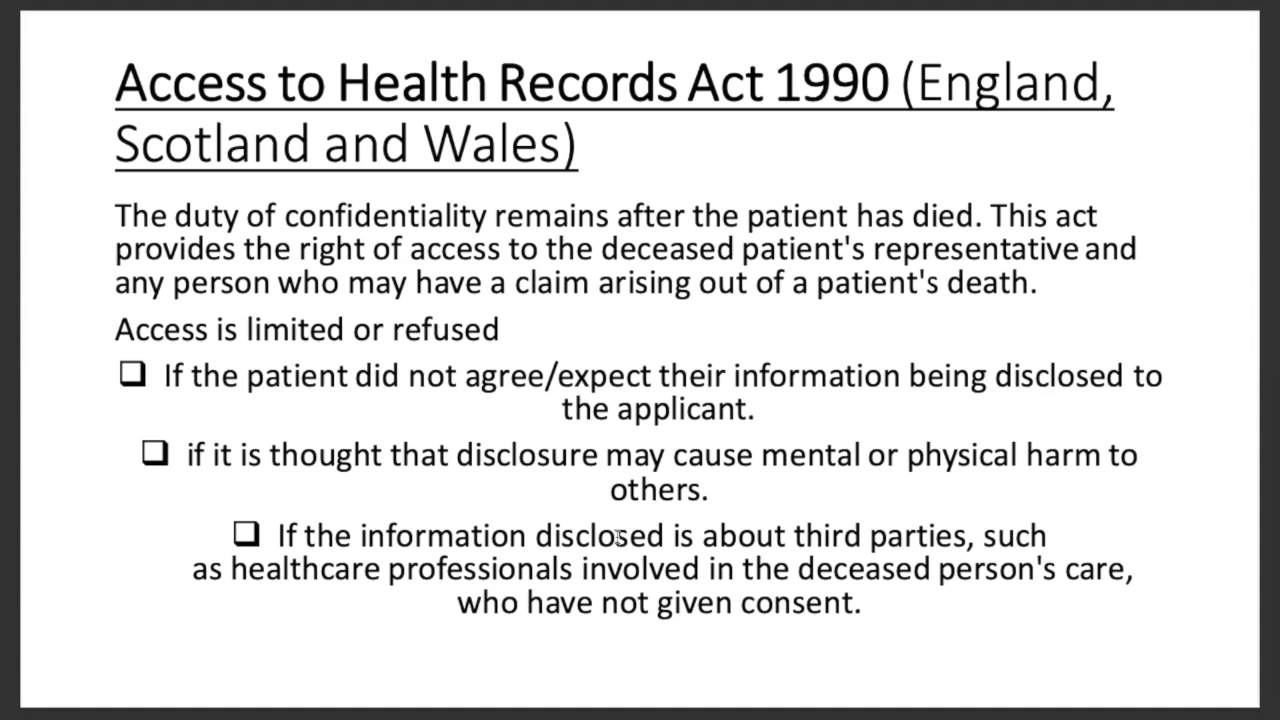 Access to Health Records Act 1990 (England,
Scotland and Wales)
The duty of confidentiality remains after the patient has died. This act
provides the right of access to the deceased patient's representative and
any person who may have a claim arising out of a patient's death.
Access is limited or refused
❑ If the patient did not agree/expect their information being disclosed to
the applicant.
❑ if it is thought that disclosure may cause mental or physical harm to
others.
❑ If the information disclosed is about third parties, such
as healthcare professionals involved in the deceased person's care,
who have not given consent.